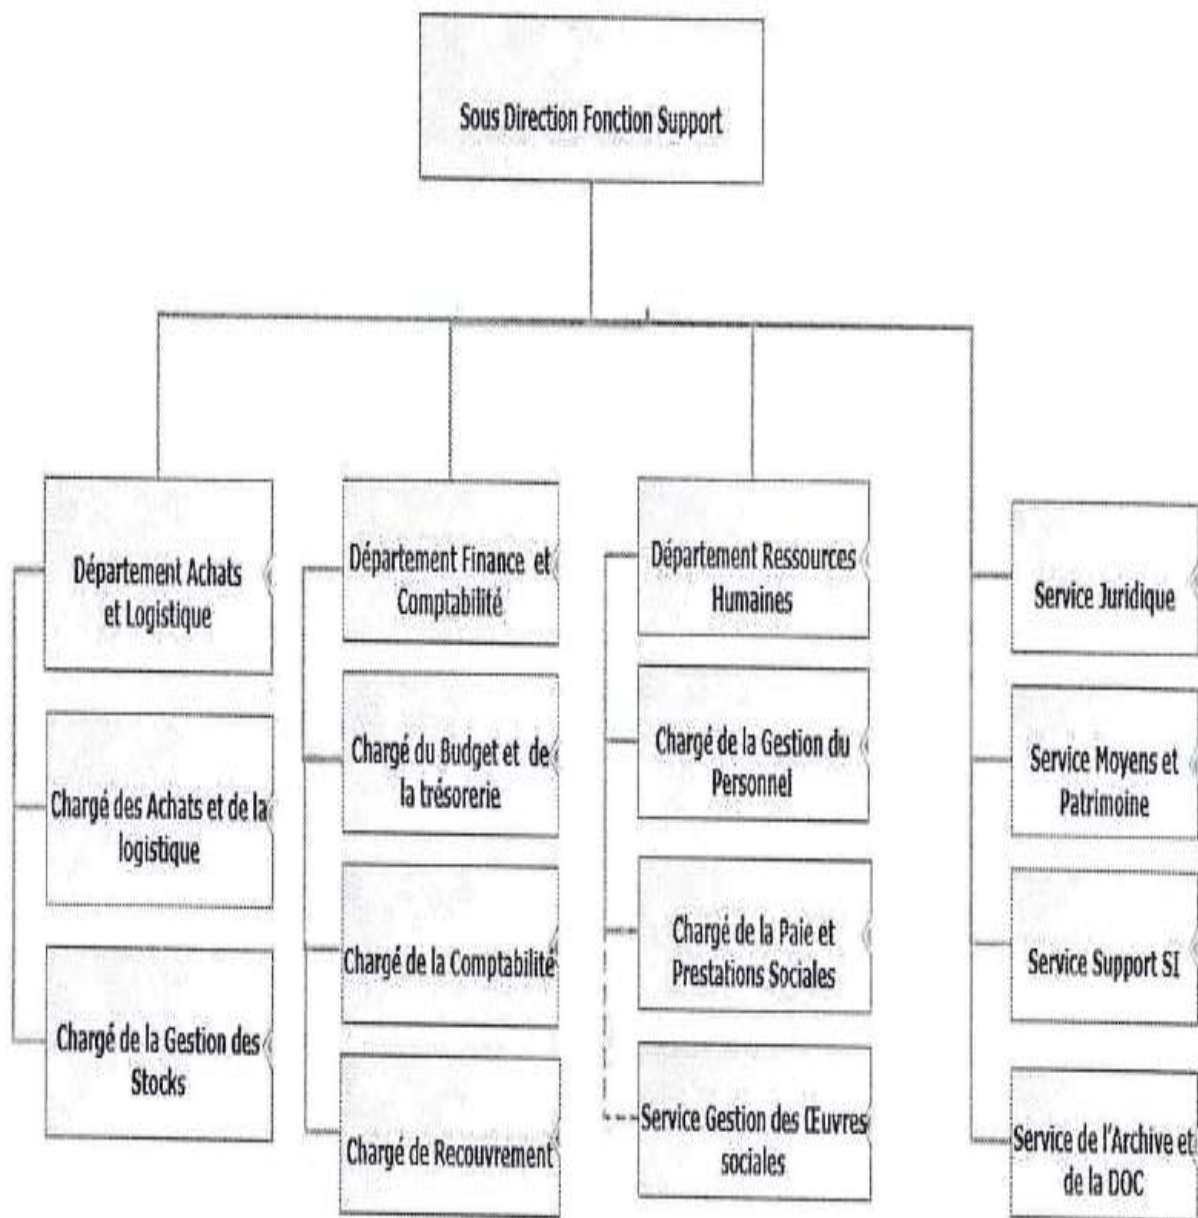 Sous Direction Fonction Support
Département Achats
et Logistique
Chargé des Achats et de la
logistique
Chargé de la Gestion des
Stocks
Département Finance et
Comptabilité
Chargé du Budget et de
la trésorerie
Chargé de la Comptabilité
Chargé de Recouvrement
Département Ressources
Humaines
Chargé de la Gestion du
Personnel
Chargé de la Paie et
Prestations Sociales
Service Gestion des Œuvres
sociales
Service Juridique
Service Moyens et
Patrimoine
Service Support SI
Service de l'Archive et
de la DOC